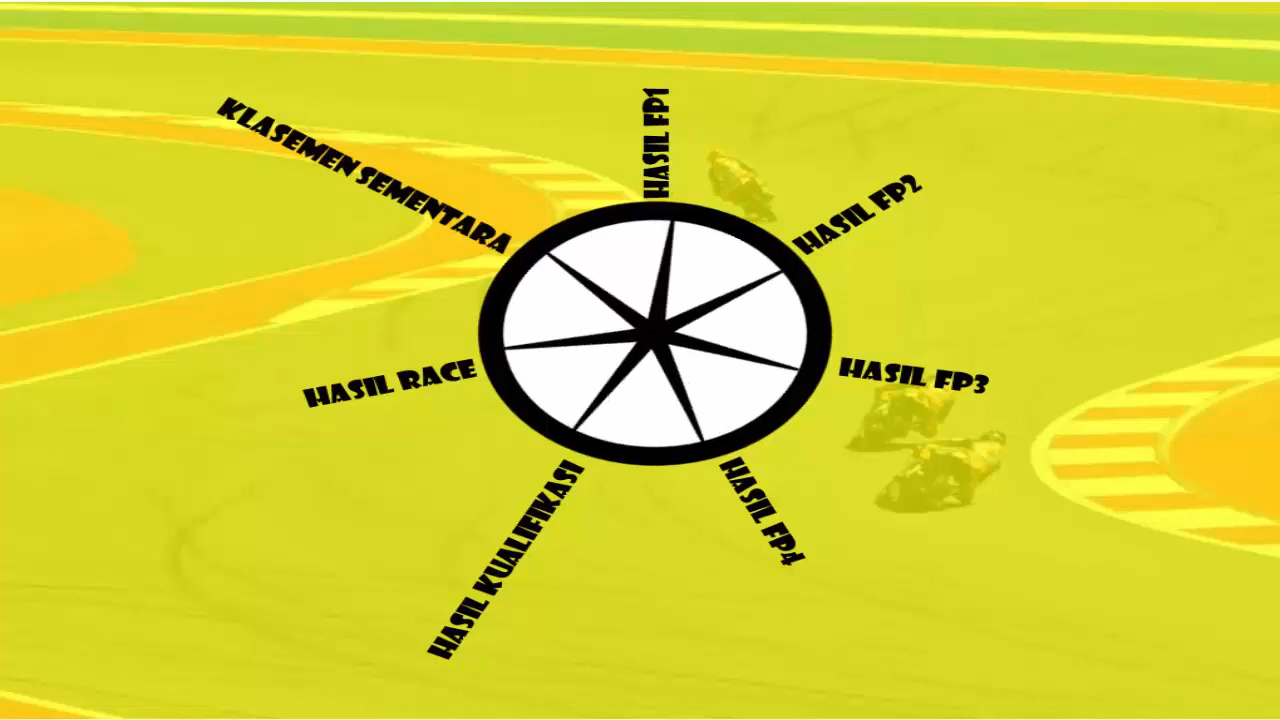 HASIL FP1
HASIL FP2
HASIL FP3
HASIL FP4
HASIL KUALIFIKASI
HASIL RACE
KLASEMEN SEMENTARA